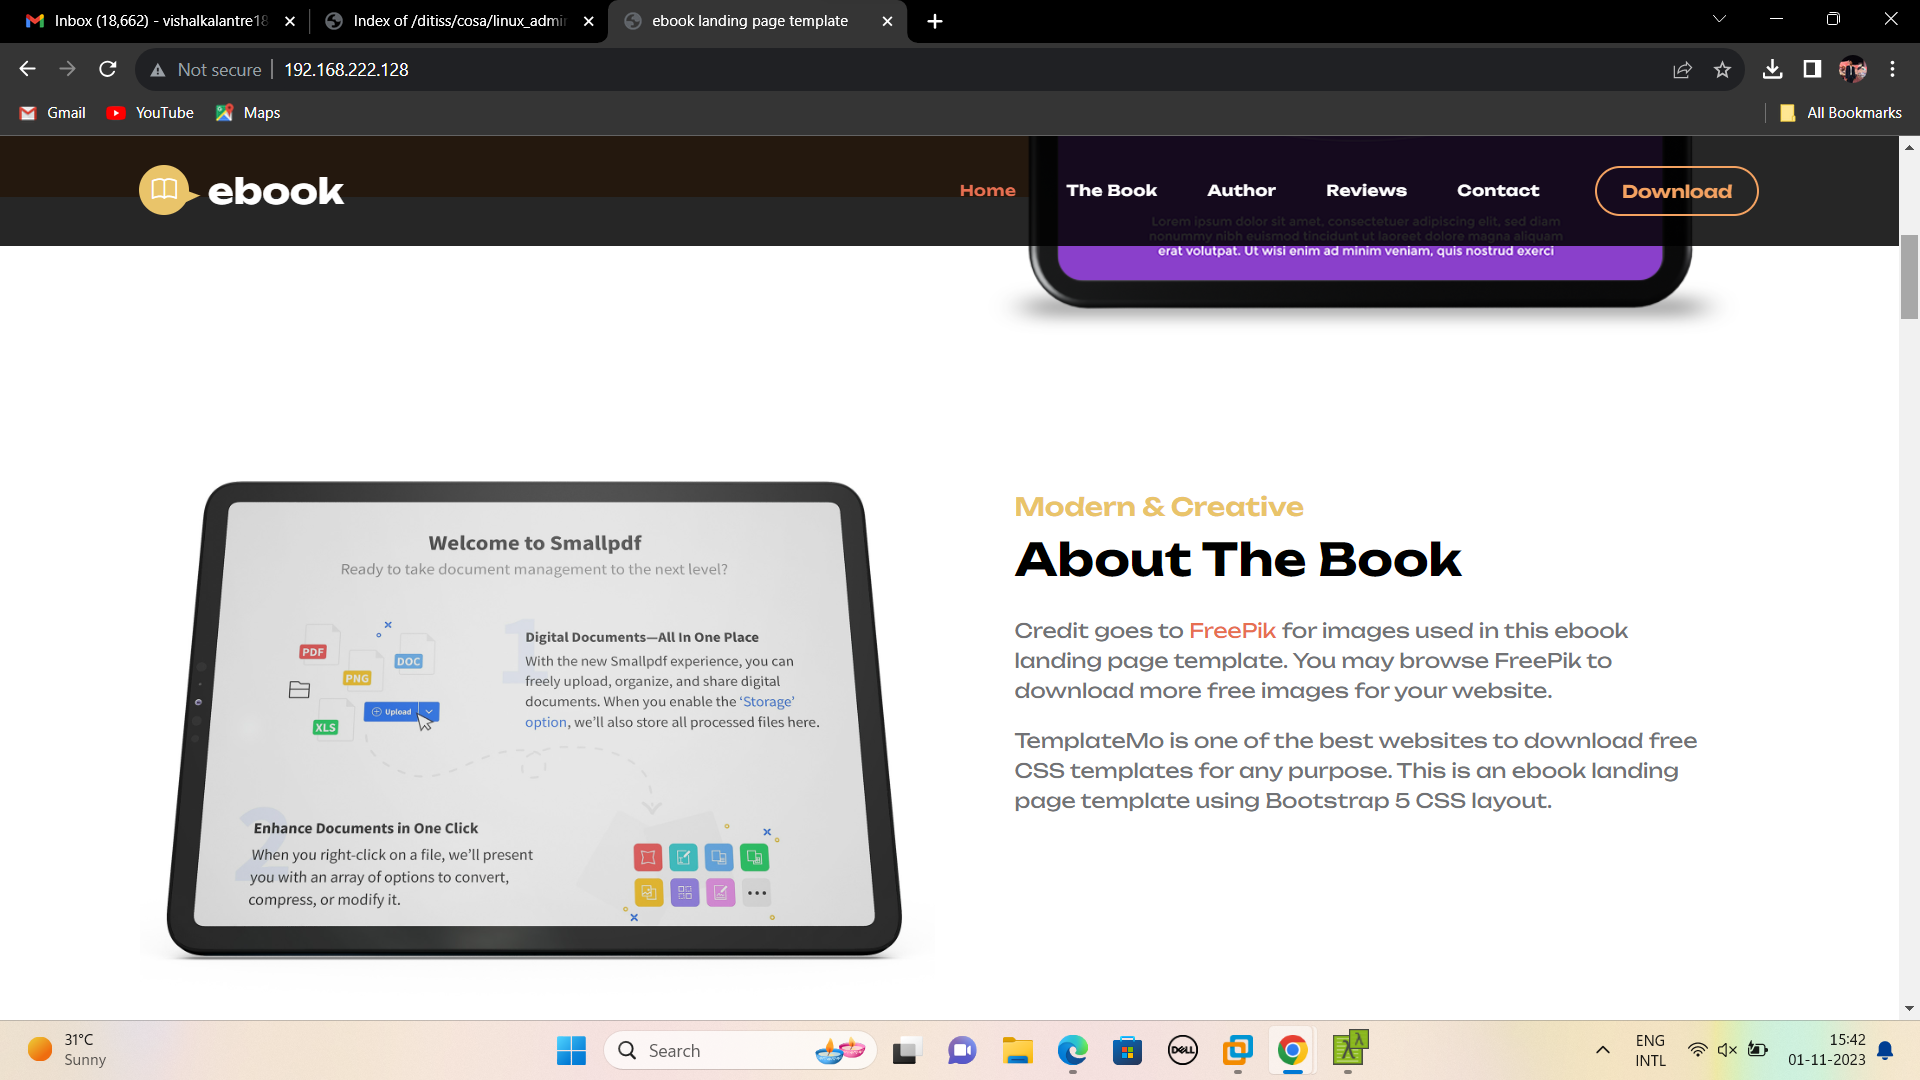 Inbox (18,662) - vishalkalantre18
Index of /ditiss/cosa/linux_admi
ebook landing page template
Not secure
192.168.222.128
Gmail
YouTube
Maps
All Bookmarks
ebook
Home
The Book
Author
Reviews
Contact
Download
Lorem ipsum dolor sit amet, consectetuer adipiscing elit, sed diam
nonummy nibh euismod tincidunt ut laoreet dolore magna aliquam
erat volutpat. Ut wisi enim ad minim veniam, quis nostrud exerci
Welcome to Smallpdf
Ready to take document management to the next level?
PDF
DOC
PNG
Upload
XLS
1
Digital Documents—All In One Place
With the new Smallpdf experience, you can
freely upload, organize, and share digital
documents. When you enable the ‘Storage’
option, we’ll also store all processed files here.
2
Enhance Documents in One Click
When you right-click on a file, we’ll present
you with an array of options to convert,
compress, or modify it.
Modern & Creative
About The Book
Credit goes to FreePik for images used in this ebook
landing page template. You may browse FreePik to
download more free images for your website.
TemplateMo is one of the best websites to download free
CSS templates for any purpose. This is an ebook landing
page template using Bootstrap 5 CSS layout.
31°C
Sunny
Search
DELL
ENG
INTL
15:42
01-11-2023